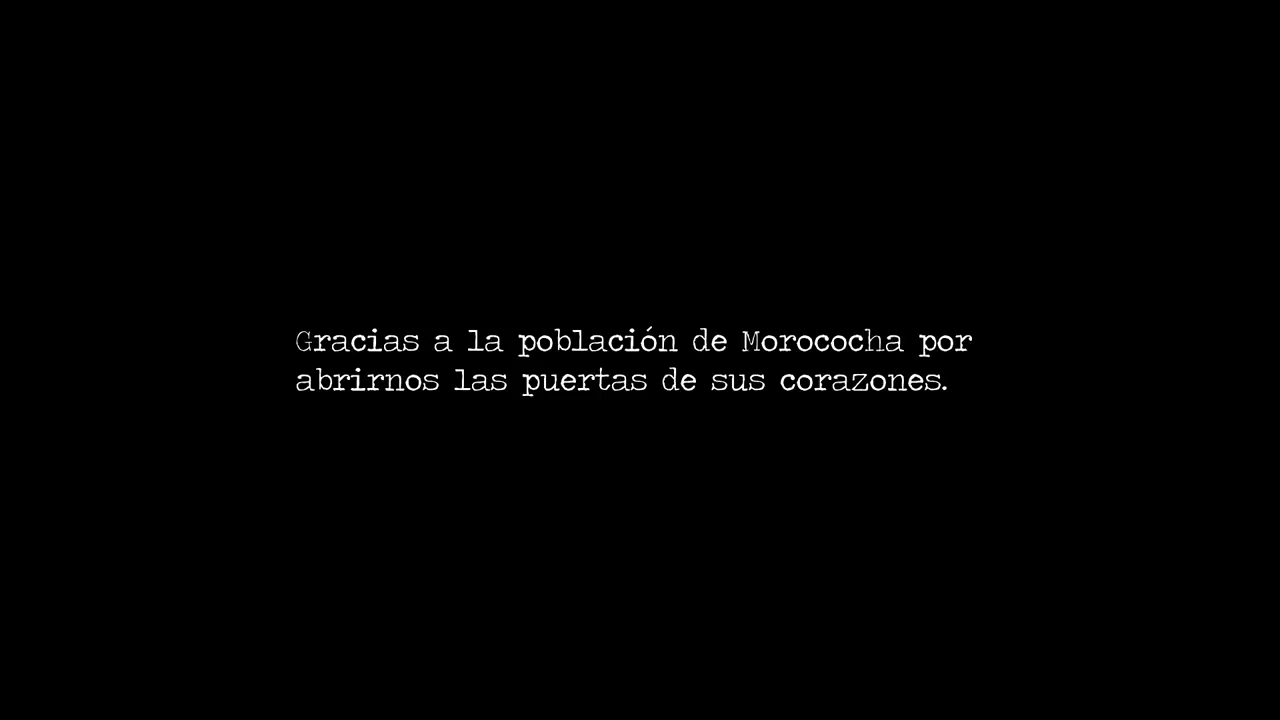 Gracias a la población de Morococha por
abrirnos las puertas de sus corazones.